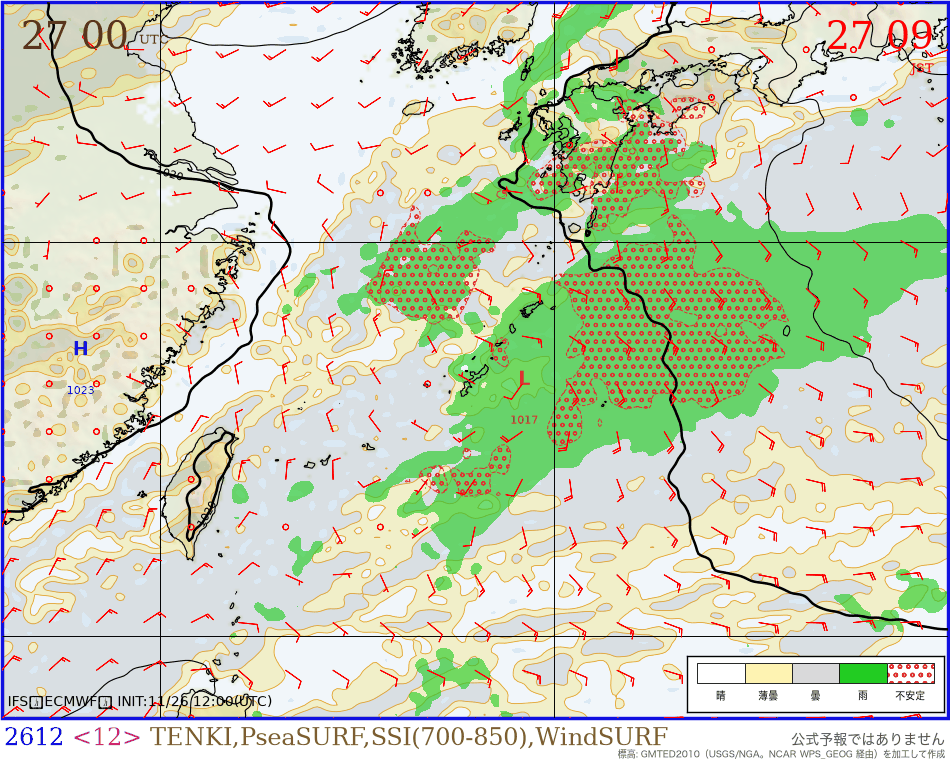 27 00 UTC
27 09
JST
1020
H
1023
L
1017
1020
晴 薄曇 曇 雨 不安定
IFS ECMWF INIT:11/26 12:00(UTC)
2612 <12> TENKI,PseaSURF,SSI(700-850),WindSURF
公式予報ではありません
標高: GMTED2010（USGS/NGA。NCAR WPS_GEOG 経由）を加工して作成